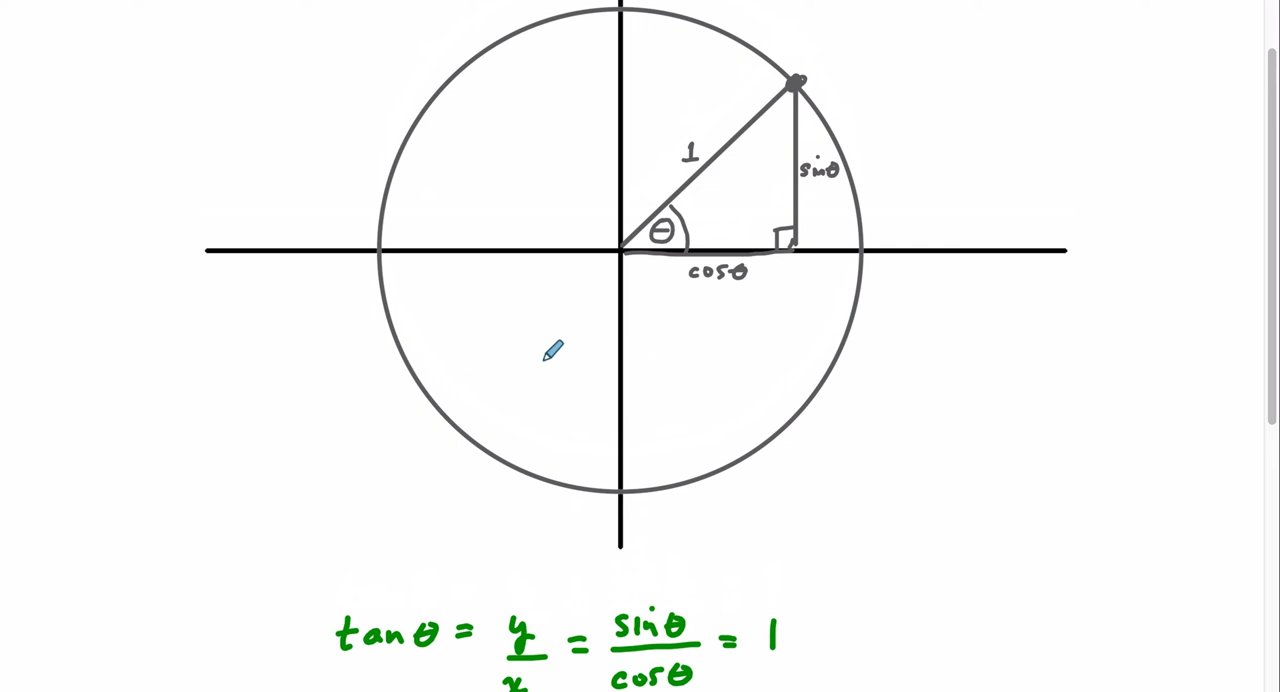 1
sinθ
θ
cosθ
tanθ = y/x = sinθ/cosθ = 1